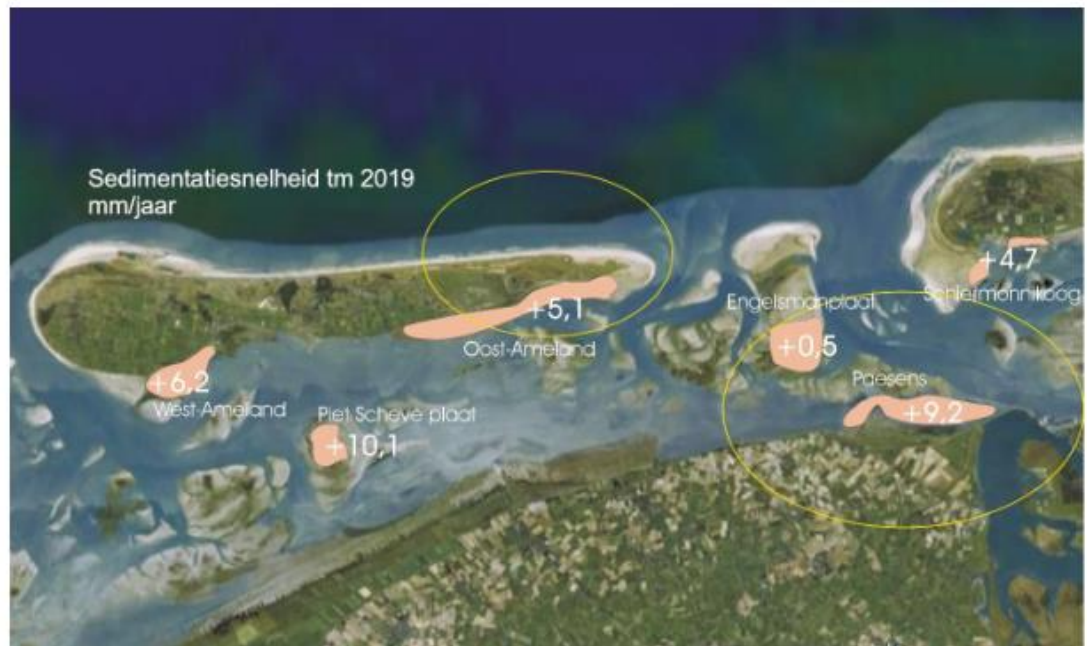 Sedimentatiesnelheid tm 2019
mm/jaar
+4,7
Schiermonnikoog
Engelsmanplaat
+5,1
Oost-Ameland
+0,5
Paesens
+6,2
West-Ameland
+9,2
Piet Scheve plaat
+10,1